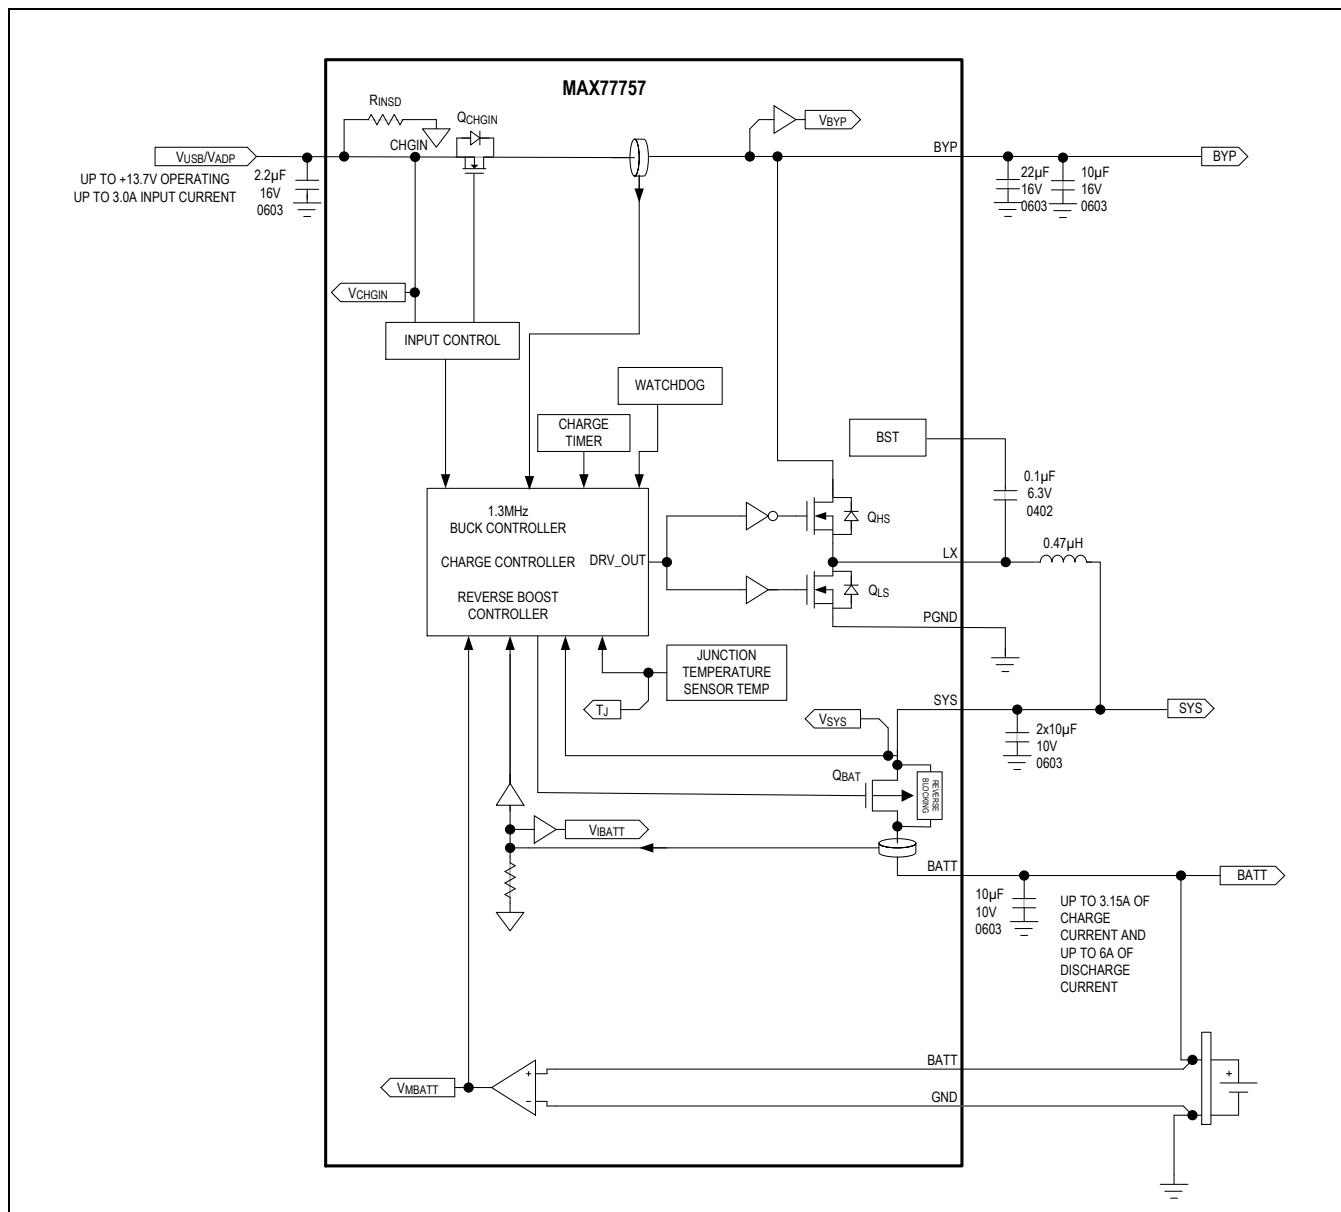 MAX77757
RINSD
QCHGIN
CHGIN
VBYP
BYP
BYP
VUSB/VADP
UP TO +13.7V OPERATING
UP TO 3.0A INPUT CURRENT
2.2µF
16V
0603
22µF
16V
0603
10µF
16V
0603
VCHGIN
INPUT CONTROL
WATCHDOG
CHARGE
TIMER
BST
0.1µF
6.3V
0402
1.3MHz
BUCK CONTROLLER
CHARGE CONTROLLER
REVERSE BOOST
CONTROLLER
DRV_OUT
QHS
LX
0.47µH
QLS
PGND
JUNCTION
TEMPERATURE
SENSOR TEMP
TJ
VSYS
SYS
SYS
2x10µF
10V
0603
QBAT
REVERSE
BLOCKING
VIBATT
BATT
BATT
10µF
10V
0603
UP TO 3.15A OF
CHARGE
CURRENT AND
UP TO 6A OF
DISCHARGE
CURRENT
VMBATT
+
−
BATT
GND
+